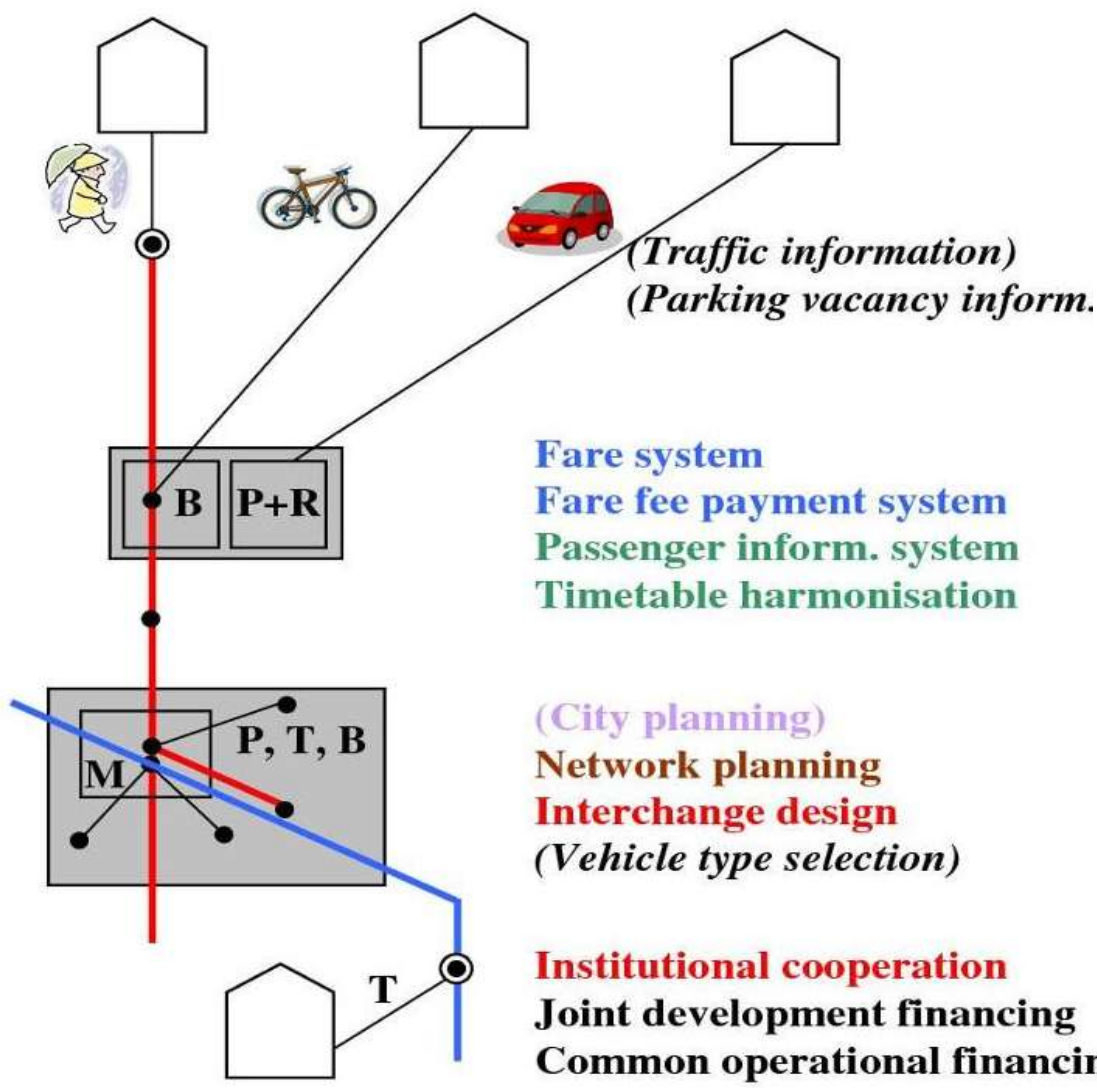 (Traffic information)
(Parking vacancy inform.
B
P+R
Fare system
Fare fee payment system
Passenger inform. system
Timetable harmonisation
P, T, B
M
(City planning)
Network planning
Interchange design
(Vehicle type selection)
T
Institutional cooperation
Joint development financing
Common operational financin